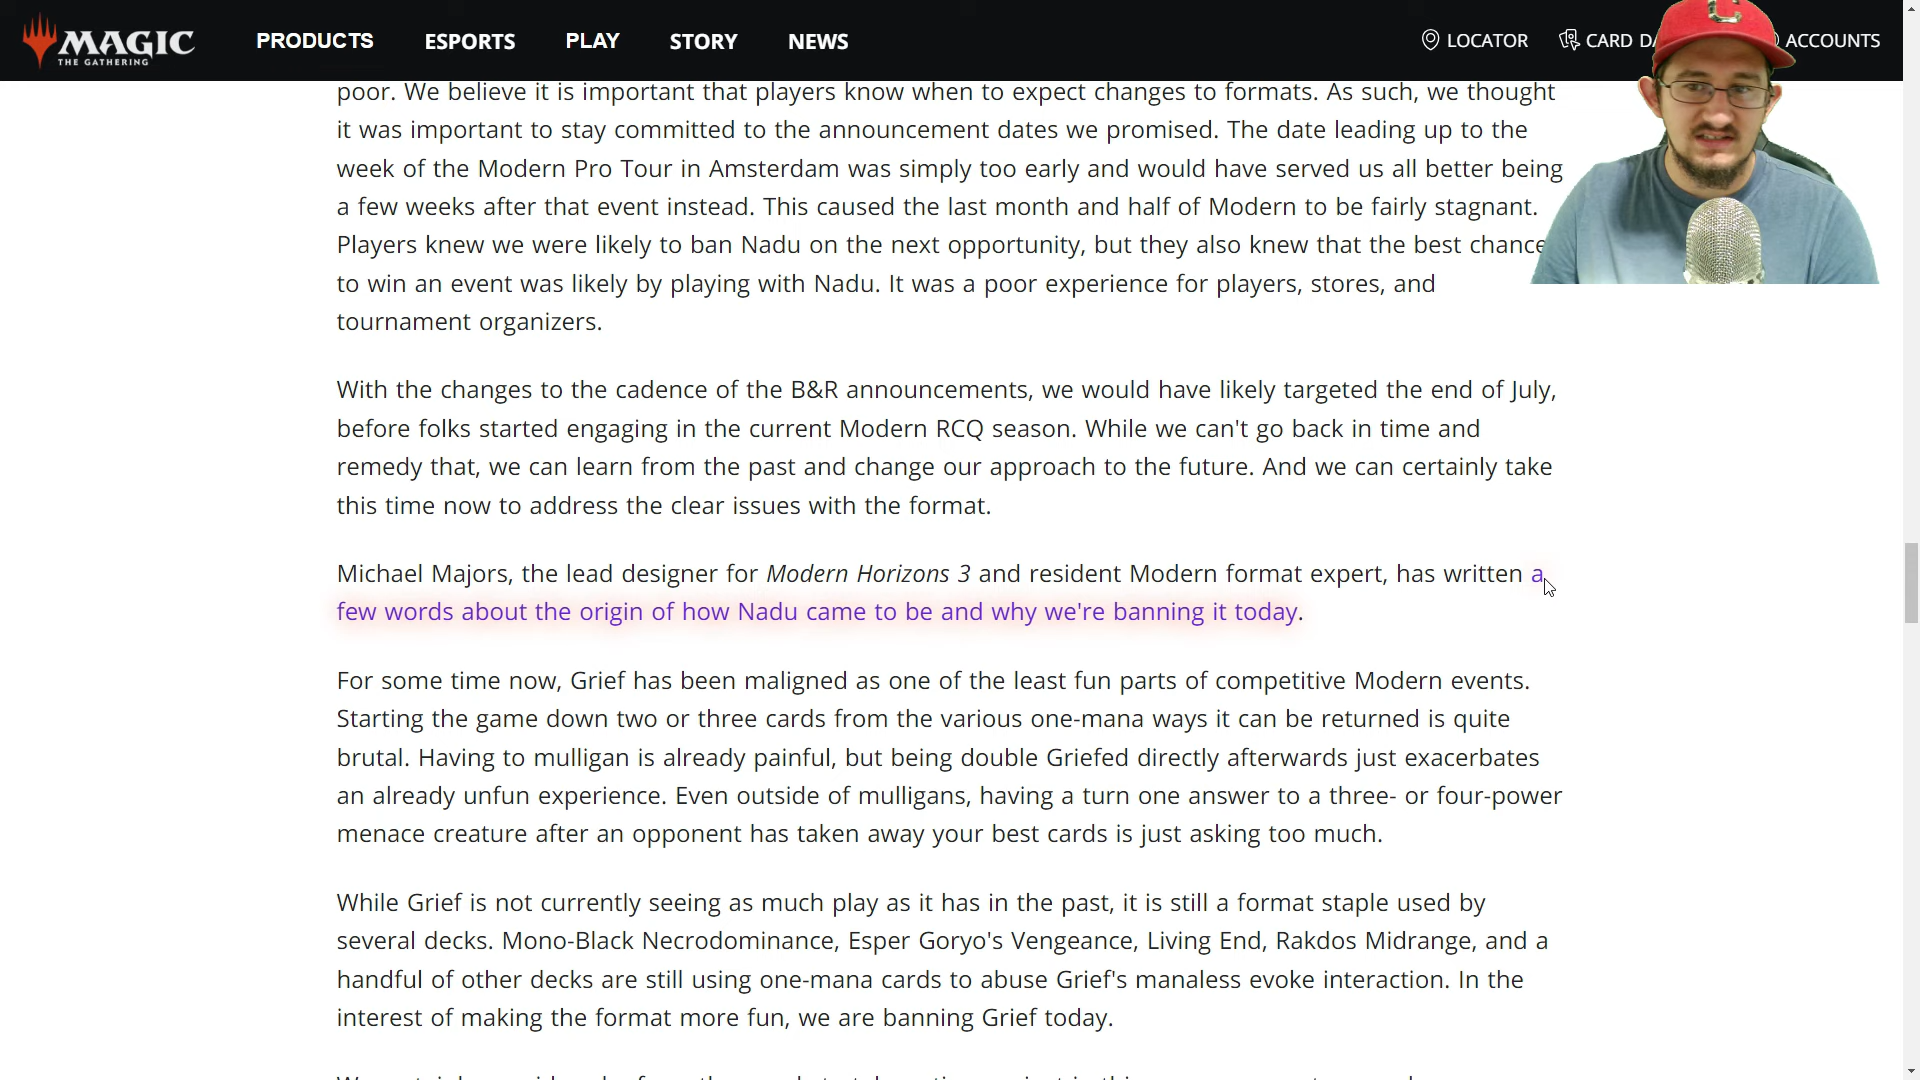 MAGIC
THE GATHERING
PRODUCTS ESPORTS PLAY STORY NEWS
LOCATOR CARD ACCOUNTS
C
poor. We believe it is important that players know when to expect changes to formats. As such, we thought
it was important to stay committed to the announcement dates we promised. The date leading up to the
week of the Modern Pro Tour in Amsterdam was simply too early and would have served us all better being
a few weeks after that event instead. This caused the last month and half of Modern to be fairly stagnant.
Players knew we were likely to ban Nadu on the next opportunity, but they also knew that the best chance
to win an event was likely by playing with Nadu. It was a poor experience for players, stores, and
tournament organizers.
With the changes to the cadence of the B&R announcements, we would have likely targeted the end of July,
before folks started engaging in the current Modern RCQ season. While we can't go back in time and
remedy that, we can learn from the past and change our approach to the future. And we can certainly take
this time now to address the clear issues with the format.
Michael Majors, the lead designer for Modern Horizons 3 and resident Modern format expert, has written a
few words about the origin of how Nadu came to be and why we're banning it today.
For some time now, Grief has been maligned as one of the least fun parts of competitive Modern events.
Starting the game down two or three cards from the various one-mana ways it can be returned is quite
brutal. Having to mulligan is already painful, but being double Griefed directly afterwards just exacerbates
an already unfun experience. Even outside of mulligans, having a turn one answer to a three- or four-power
menace creature after an opponent has taken away your best cards is just asking too much.
While Grief is not currently seeing as much play as it has in the past, it is still a format staple used by
several decks. Mono-Black Necrodominance, Esper Goryo's Vengeance, Living End, Rakdos Midrange, and a
handful of other decks are still using one-mana cards to abuse Grief's manaless evoke interaction. In the
interest of making the format more fun, we are banning Grief today.